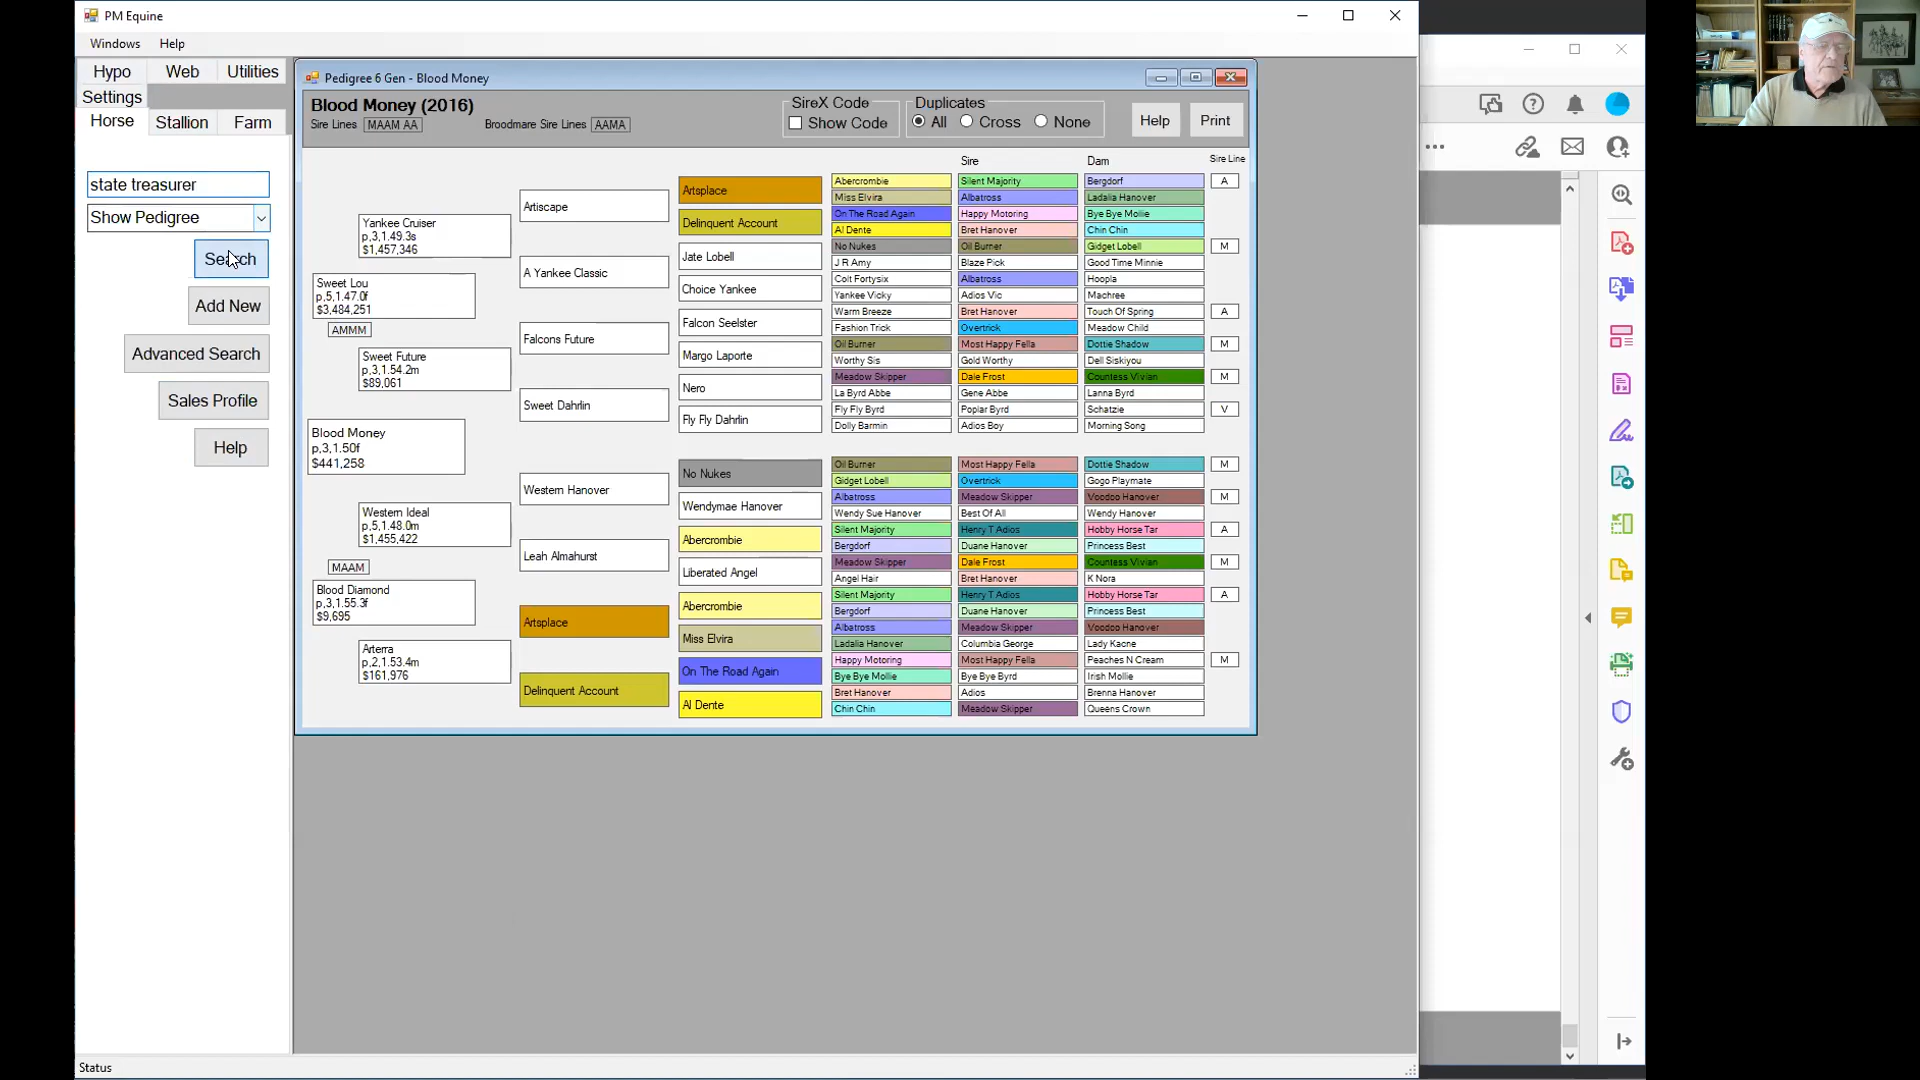 PM Equine
Windows Help
Hypo Web Utilities
Settings
Horse Stallion Farm
state treasurer
Show Pedigree
Search
Add New
Advanced Search
Sales Profile
Help
Pedigree 6 Gen - Blood Money
Blood Money (2016)
Sire Lines MAAM AA Broodmare Sire Lines AAMA
SireX Code
Show Code
Duplicates
All Cross None
Help Print
Sire Dam Sire Line
Yankee Cruiser
p,3,1.49.3s
$1,457,346
Sweet Lou
p,5,1.47.0f
$3,484,251
AMMM
Sweet Future
p,3,1.54.2m
$89,061
Blood Money
p,3,1.50f
$441,258
Western Ideal
p,5,1.48.0m
$1,455,422
MAAM
Blood Diamond
p,3,1.55.3f
$9,695
Arterra
p,2,1.53.4m
$161,976
Artiscape
A Yankee Classic
Falcons Future
Sweet Dahrlin
Western Hanover
Leah Almahurst
Artsplace
Delinquent Account
Artsplace
Delinquent Account
Jate Lobell
Choice Yankee
Falcon Seelster
Margo Laporte
Nero
Fly Fly Dahrlin
No Nukes
Wendymae Hanover
Abercrombie
Liberated Angel
Abercrombie
Miss Elvira
On The Road Again
Al Dente
Abercrombie Silent Majority Bergdorf A
Miss Elvira Albatross Ladalia Hanover
On The Road Again Happy Motoring Bye Bye Mollie
Al Dente Bret Hanover Chin Chin
No Nukes Oil Burner Gidget Lobell M
J R Amy Blaze Pick Good Time Minnie
Colt Fortysix Albatross Hoopla
Yankee Vicky Adios Vic Machree
Warm Breeze Bret Hanover Touch Of Spring A
Fashion Trick Overtrick Meadow Child
Oil Burner Most Happy Fella Dottie Shadow M
Worthy Sis Gold Worthy Dell Siskiyou
Meadow Skipper Dale Frost Countess Vivian M
La Byrd Abbe Gene Abbe Lanna Byrd
Fly Fly Byrd Poplar Byrd Schatzie V
Dolly Barmin Adios Boy Morning Song
Oil Burner Most Happy Fella Dottie Shadow M
Gidget Lobell Overtrick Gogo Playmate
Albatross Meadow Skipper Voodoo Hanover M
Wendy Sue Hanover Best Of All Wendy Hanover
Silent Majority Henry T Adios Hobby Horse Tar A
Bergdorf Duane Hanover Princess Best
Meadow Skipper Dale Frost Countess Vivian M
Angel Hair Bret Hanover K Nora
Silent Majority Henry T Adios Hobby Horse Tar A
Bergdorf Duane Hanover Princess Best
Albatross Meadow Skipper Voodoo Hanover
Ladalia Hanover Columbia George Lady Kacne
Happy Motoring Most Happy Fella Peaches N Cream M
Bye Bye Mollie Bye Bye Byrd Irish Mollie
Bret Hanover Adios Brenna Hanover
Chin Chin Meadow Skipper Queens Crown
Status